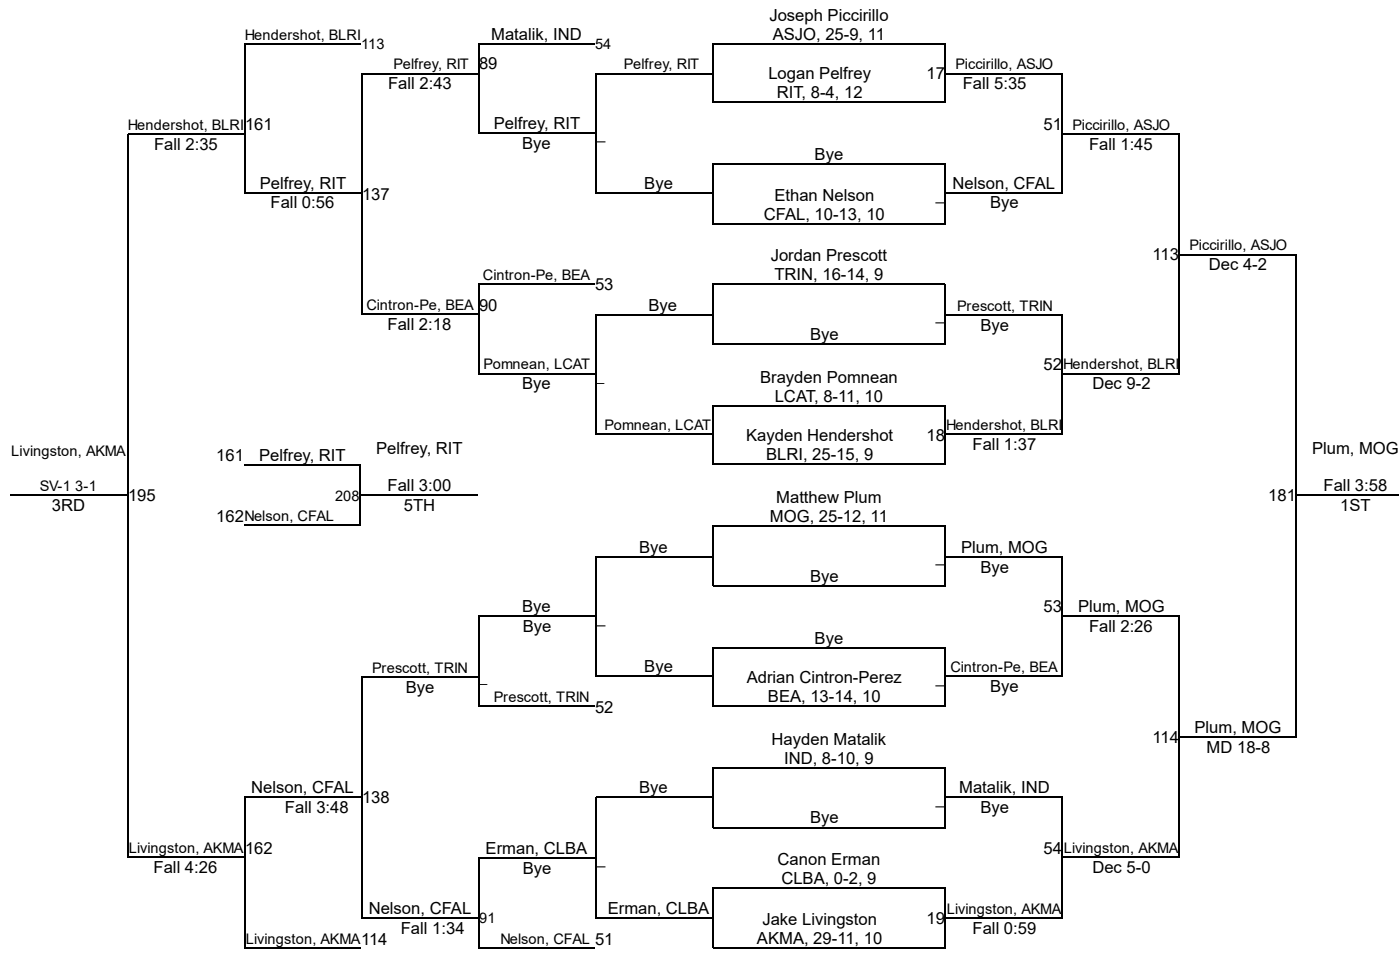 Joseph Piccirillo
ASJO, 25-9, 11
Hendershot, BLRI
113
Matalik, IND
54
Pelfrey, RIT
89
Fall 2:43
Pelfrey, RIT
Logan Pelfrey
RIT, 8-4, 12
17
Piccirillo, ASJO
Fall 5:35
Hendershot, BLRI
161
Fall 2:35
Pelfrey, RIT
Bye
51
Piccirillo, ASJO
Fall 1:45
Bye
Pelfrey, RIT
Fall 0:56
137
Bye
Ethan Nelson
CFAL, 10-13, 10
Nelson, CFAL
Bye
Jordan Prescott
TRIN, 16-14, 9
113
Piccirillo, ASJO
Dec 4-2
Cintron-Pe, BEA
53
Cintron-Pe, BEA
90
Fall 2:18
Bye
Bye
Prescott, TRIN
Bye
Pomnean, LCAT
Bye
52
Hendershot, BLRI
Dec 9-2
Brayden Pomnean
LCAT, 8-11, 10
Pomnean, LCAT
Kayden Hendershot
BLRI, 25-15, 9
18
Hendershot, BLRI
Fall 1:37
Livingston, AKMA
SV-1 3-1
3RD
195
161
Pelfrey, RIT
162
Nelson, CFAL
208
Pelfrey, RIT
Fall 3:00
5TH
181
Plum, MOG
Fall 3:58
1ST
Matthew Plum
MOG, 25-12, 11
Bye
Bye
Plum, MOG
Bye
Bye
Bye
53
Plum, MOG
Fall 2:26
Bye
Prescott, TRIN
Bye
Bye
Adrian Cintron-Perez
BEA, 13-14, 10
Cintron-Pe, BEA
Bye
Prescott, TRIN
52
Hayden Matalik
IND, 8-10, 9
114
Plum, MOG
MD 18-8
Nelson, CFAL
Fall 3:48
138
Bye
Bye
Matalik, IND
Bye
Livingston, AKMA
162
Fall 4:26
Erman, CLBA
Bye
Canon Erman
CLBA, 0-2, 9
54
Livingston, AKMA
Dec 5-0
Nelson, CFAL
91
Fall 1:34
Erman, CLBA
Jake Livingston
AKMA, 29-11, 10
19
Livingston, AKMA
Fall 0:59
Livingston, AKMA
114
Nelson, CFAL
51